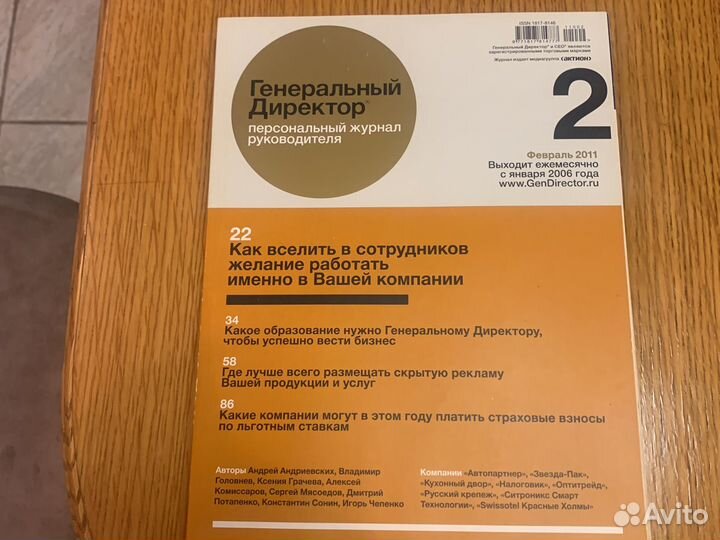 ISSN 1817-8146
11002
9 771817 814777
Генеральный Директор® и CEO® являются
зарегистрированными торговыми марками
Журнал издает медиагруппа ‹АКТИОН›
Генеральный
Директор®
персональный журнал
руководителя
2
Февраль 2011
Выходит ежемесячно
с января 2006 года
www.GenDirector.ru
22
Как вселить в сотрудников
желание работать
именно в Вашей компании
34
Какое образование нужно Генеральному Директору,
чтобы успешно вести бизнес
58
Где лучше всего размещать скрытую рекламу
Вашей продукции и услуг
86
Какие компании могут в этом году платить страховые взносы
по льготным ставкам
Авторы Андрей Андриевских, Владимир
Головнев, Ксения Грачева, Алексей
Комиссаров, Сергей Мясоедов, Дмитрий
Потапенко, Константин Сонин, Игорь Чепенко
Компании «Автопартнер», «Звезда-Пак»,
«Кухонный двор», «Налоговик», «Оптитрейд»,
«Русский крепеж», «Ситроникс Смарт
Технологии», «Swissotel Красные Холмы»
Avito